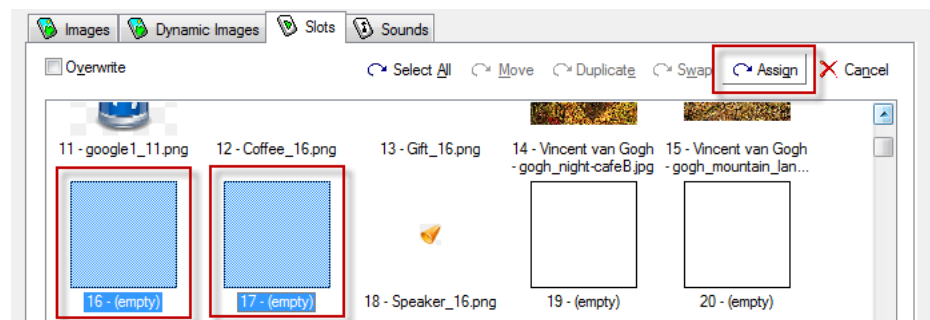 Images Dynamic Images Slots Sounds
Overwrite Select All Move Duplicate Swap Assign Cancel
11 - google1_11.png 12 - Coffee_16.png 13 - Gift_16.png 14 - Vincent van Gogh 15 - Vincent van Gogh
- gogh_night-cafeB.jpg - gogh_mountain_lan...
16 - (empty) 17 - (empty) 18 - Speaker_16.png 19 - (empty) 20 - (empty)